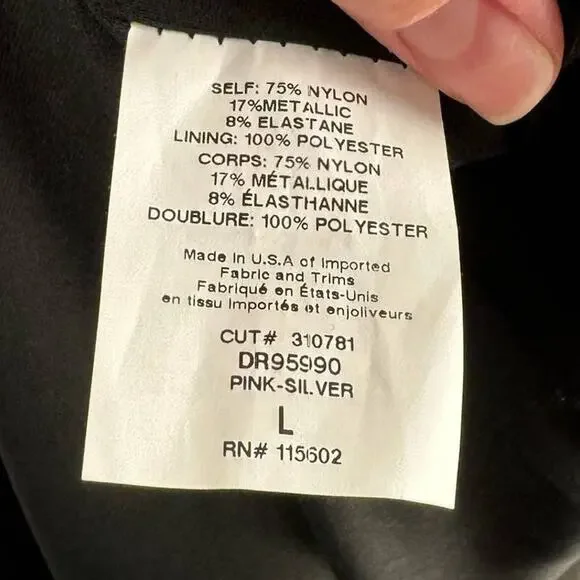 SELF: 75% NYLON
17%METALLIC
8% ELASTANE
LINING: 100% POLYESTER
CORPS: 75% NYLON
17% MÉTALLIQUE
8% ÉLASTHANNE
DOUBLURE: 100% POLYESTER
Made in U.S.A of Imported
Fabric and Trims
Fabriqué en États-Unis
en tissu Importés et enjoliveurs
CUT# 310781
DR95990
PINK-SILVER
L
RN# 115602